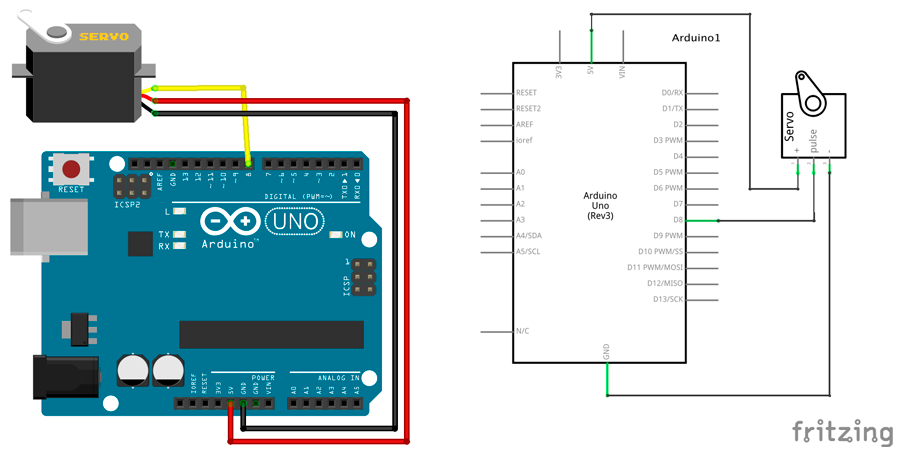 SERVO
RESET
ICSP2
AREF
GND
13
12
~11
~10
~9
8
7
~6
~5
4
~3
2
TX0►1
RX0◄0
DIGITAL (PWM=~)
L
TX
RX
Arduino™
UNO
ON
1
ICSP
POWER
ANALOG IN
IOREF
RESET
3V3
5V
GND
GND
VIN
A0
A1
A2
A3
A4
A5
Arduino1
3V3
5V
VIN
RESET
RESET2
AREF
ioref
A0
A1
A2
A3
A4/SDA
A5/SCL
N/C
Arduino
Uno
(Rev3)
D0/RX
D1/TX
D2
D3 PWM
D4
D5 PWM
D6 PWM
D7
D8
D9 PWM
D10 PWM/SS
D11 PWM/MOSI
D12/MISO
D13/SCK
GND
Servo
+
pulse
-
fritzing